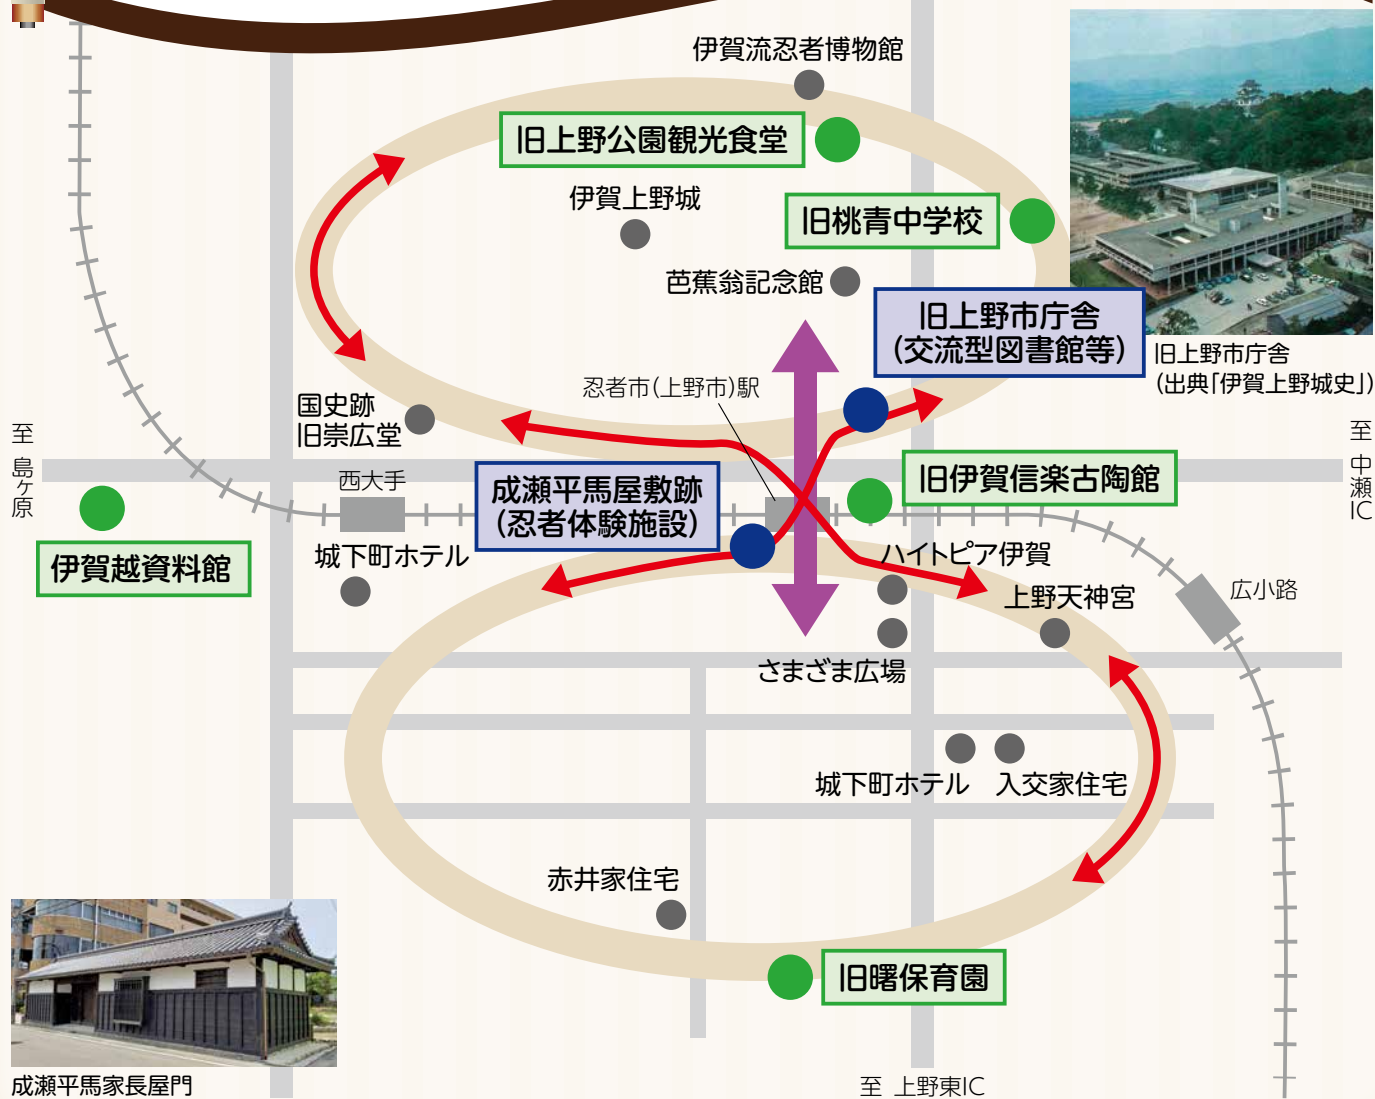 伊賀流忍者博物館
旧上野公園観光食堂
伊賀上野城
旧桃青中学校
芭蕉翁記念館
旧上野市庁舎
(交流型図書館等)
旧上野市庁舎
(出典「伊賀上野城史」)
忍者市(上野市)駅
国史跡
旧崇広堂
至 島ヶ原
至 中瀬IC
西大手
成瀬平馬屋敷跡
(忍者体験施設)
旧伊賀信楽古陶館
伊賀越資料館
城下町ホテル
ハイトピア伊賀
上野天神宮
広小路
さまざま広場
城下町ホテル
入交家住宅
赤井家住宅
旧曙保育園
成瀬平馬家長屋門
至 上野東IC